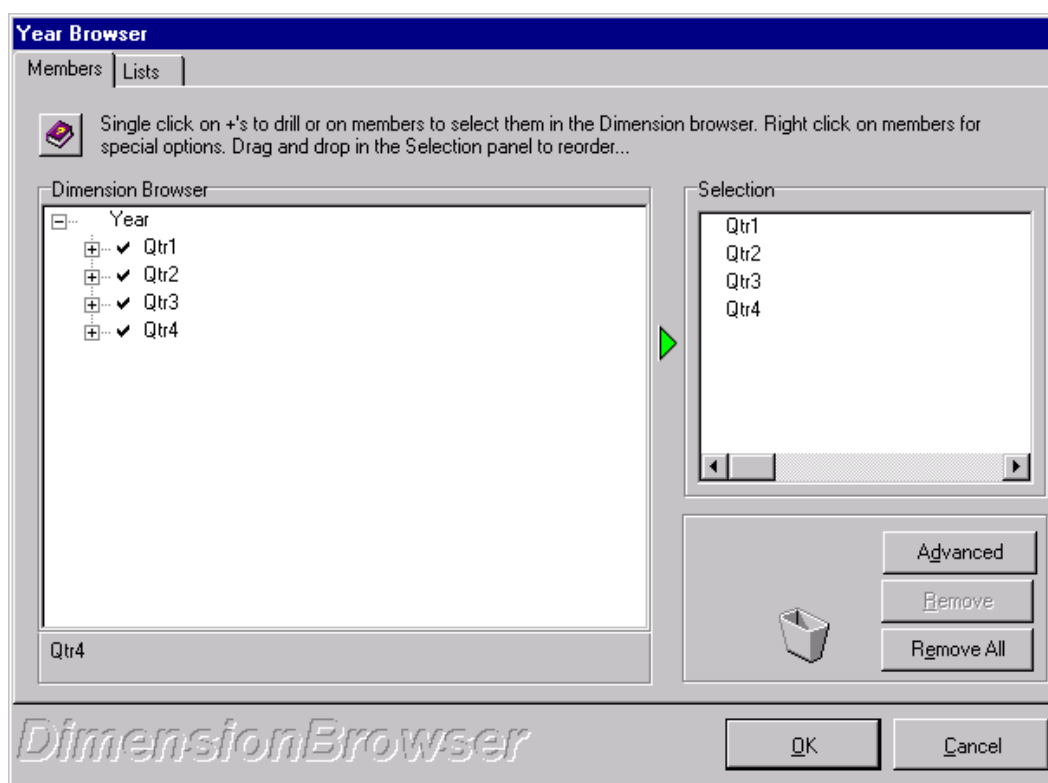 Year Browser
Members
Lists
Single click on +'s to drill or on members to select them in the Dimension browser. Right click on members for
special options. Drag and drop in the Selection panel to reorder...
Dimension Browser
Year
Qtr1
Qtr2
Qtr3
Qtr4
Qtr4
Selection
Qtr1
Qtr2
Qtr3
Qtr4
Advanced
Remove
Remove All
DimensionBrowser
OK
Cancel